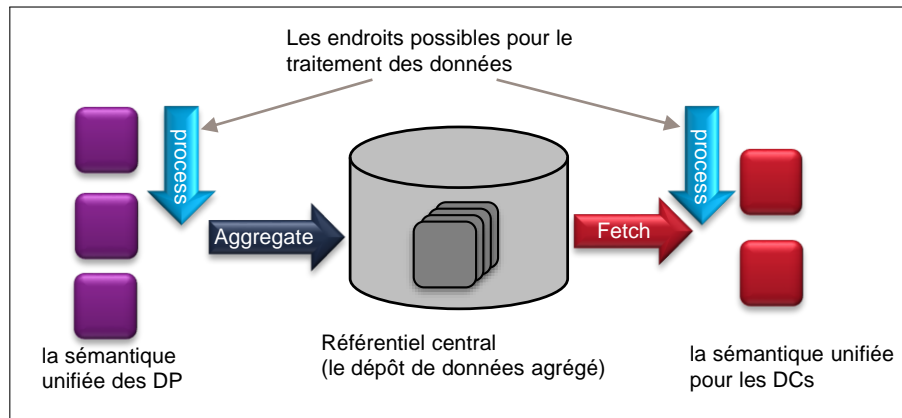 Les endroits possibles pour le
traitement des données
process
process
Aggregate
Fetch
Référentiel central
(le dépôt de données agrégé)
la sémantique
unifiée des DP
la sémantique unifiée
pour les DCs